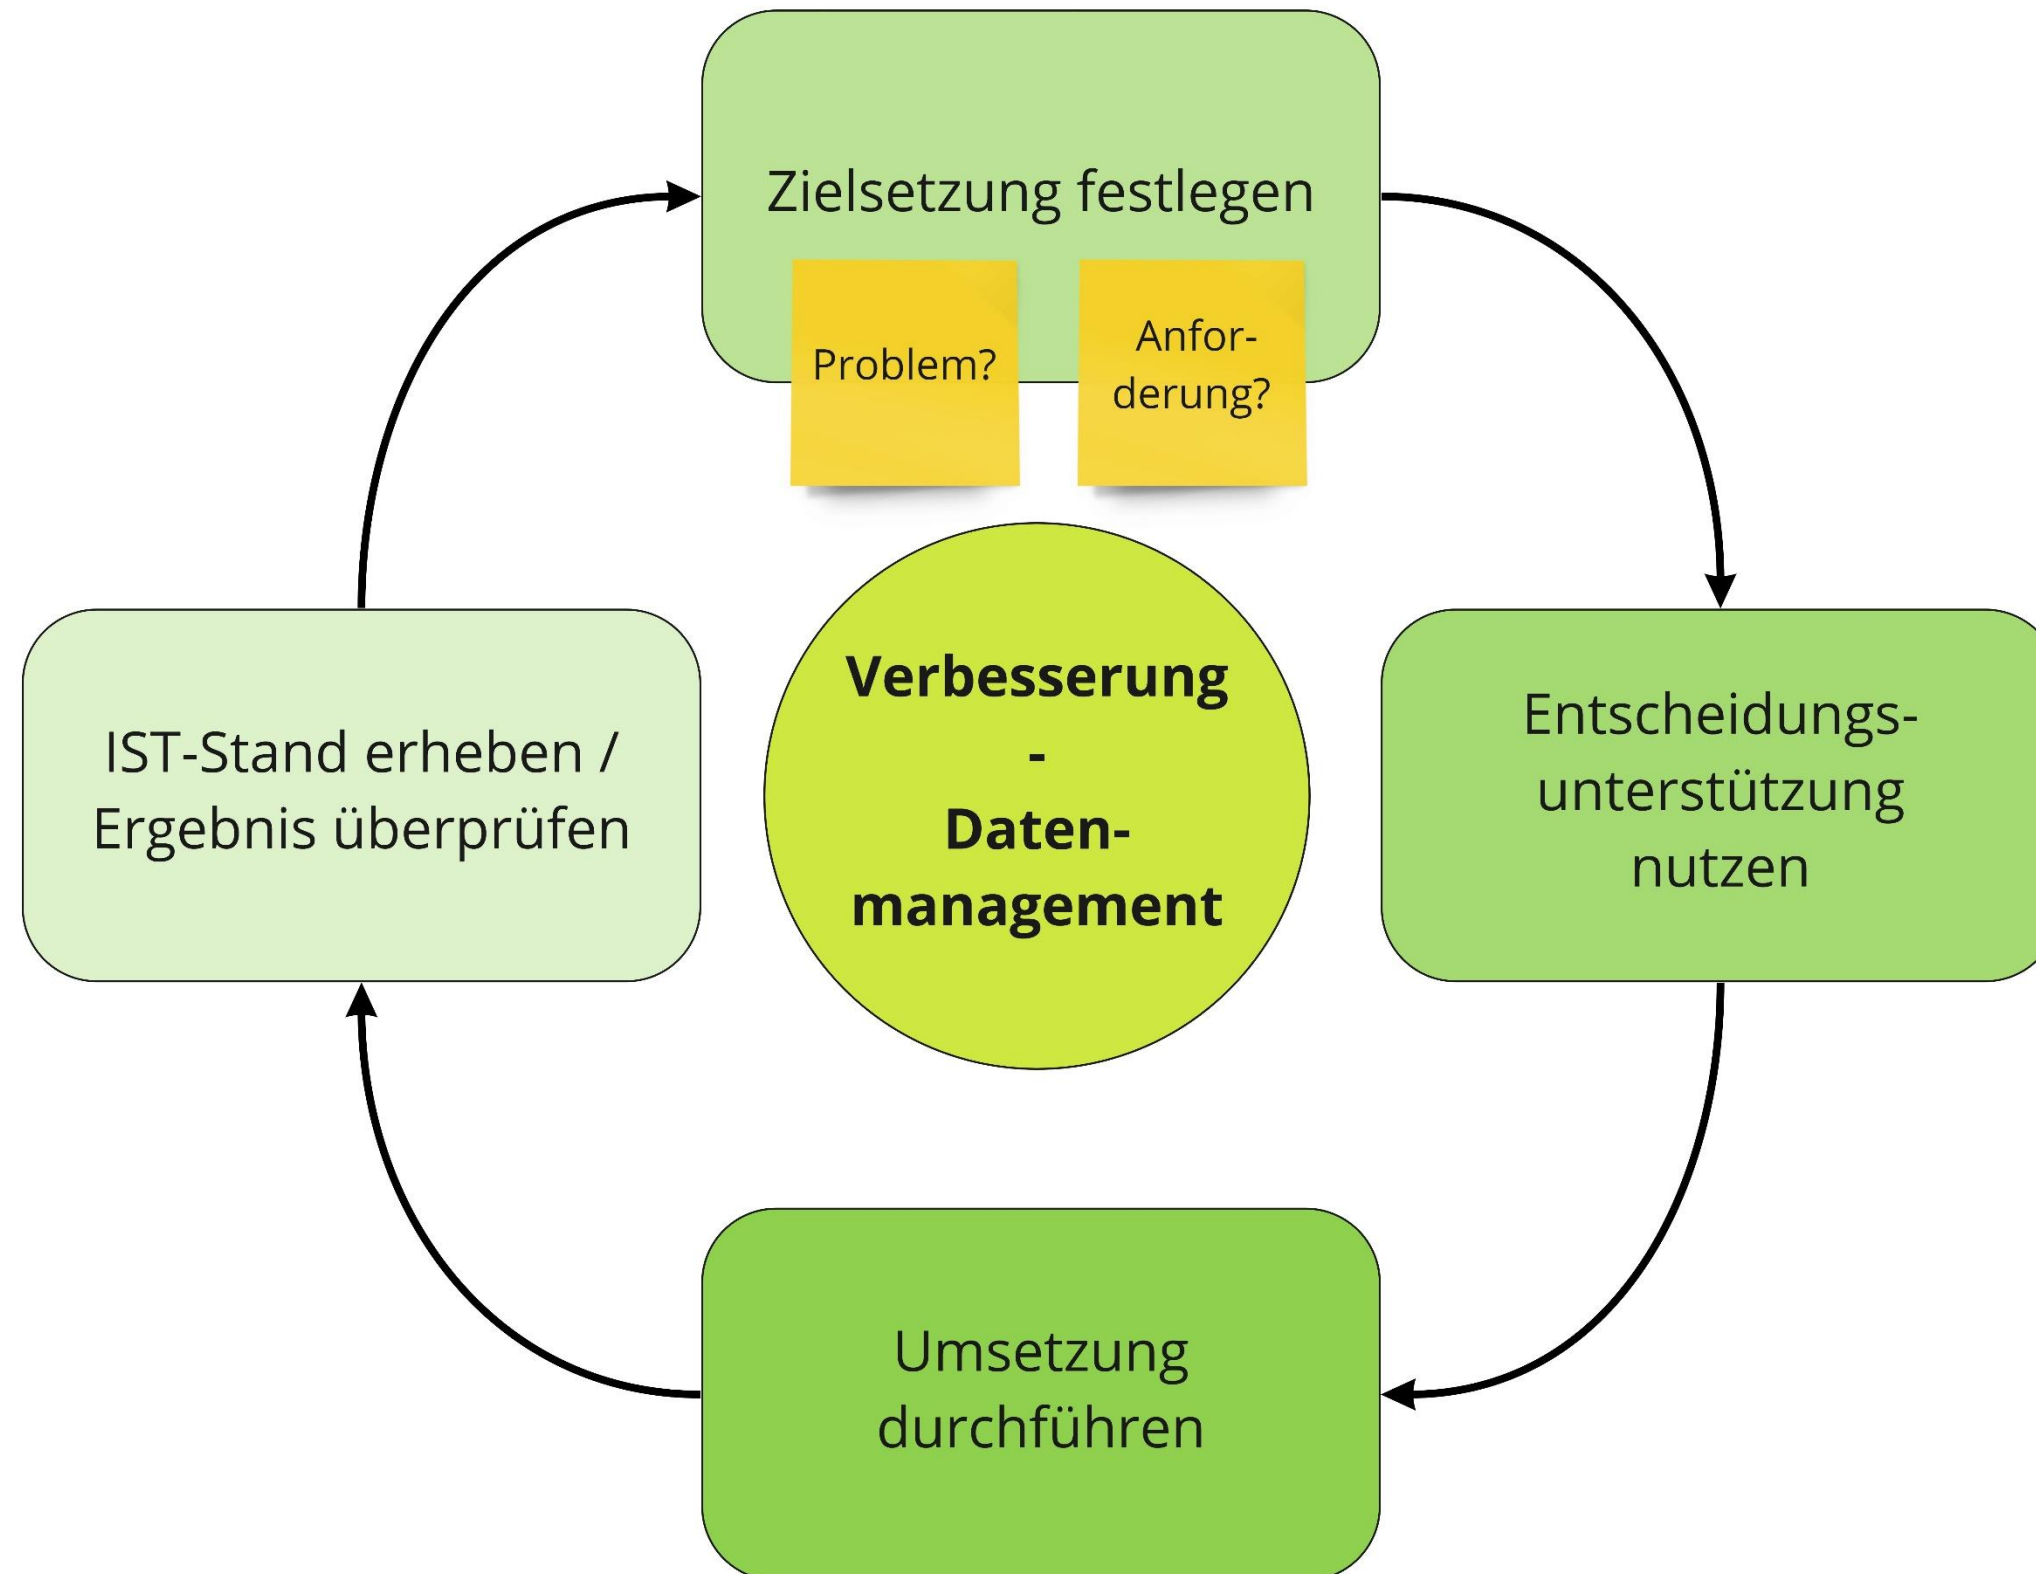 Zielsetzung festlegen
Problem?
Anfor-
derung?
IST-Stand erheben /
Ergebnis überprüfen
Verbesserung
-
Daten-
management
Entscheidungs-
unterstützung
nutzen
Umsetzung
durchführen